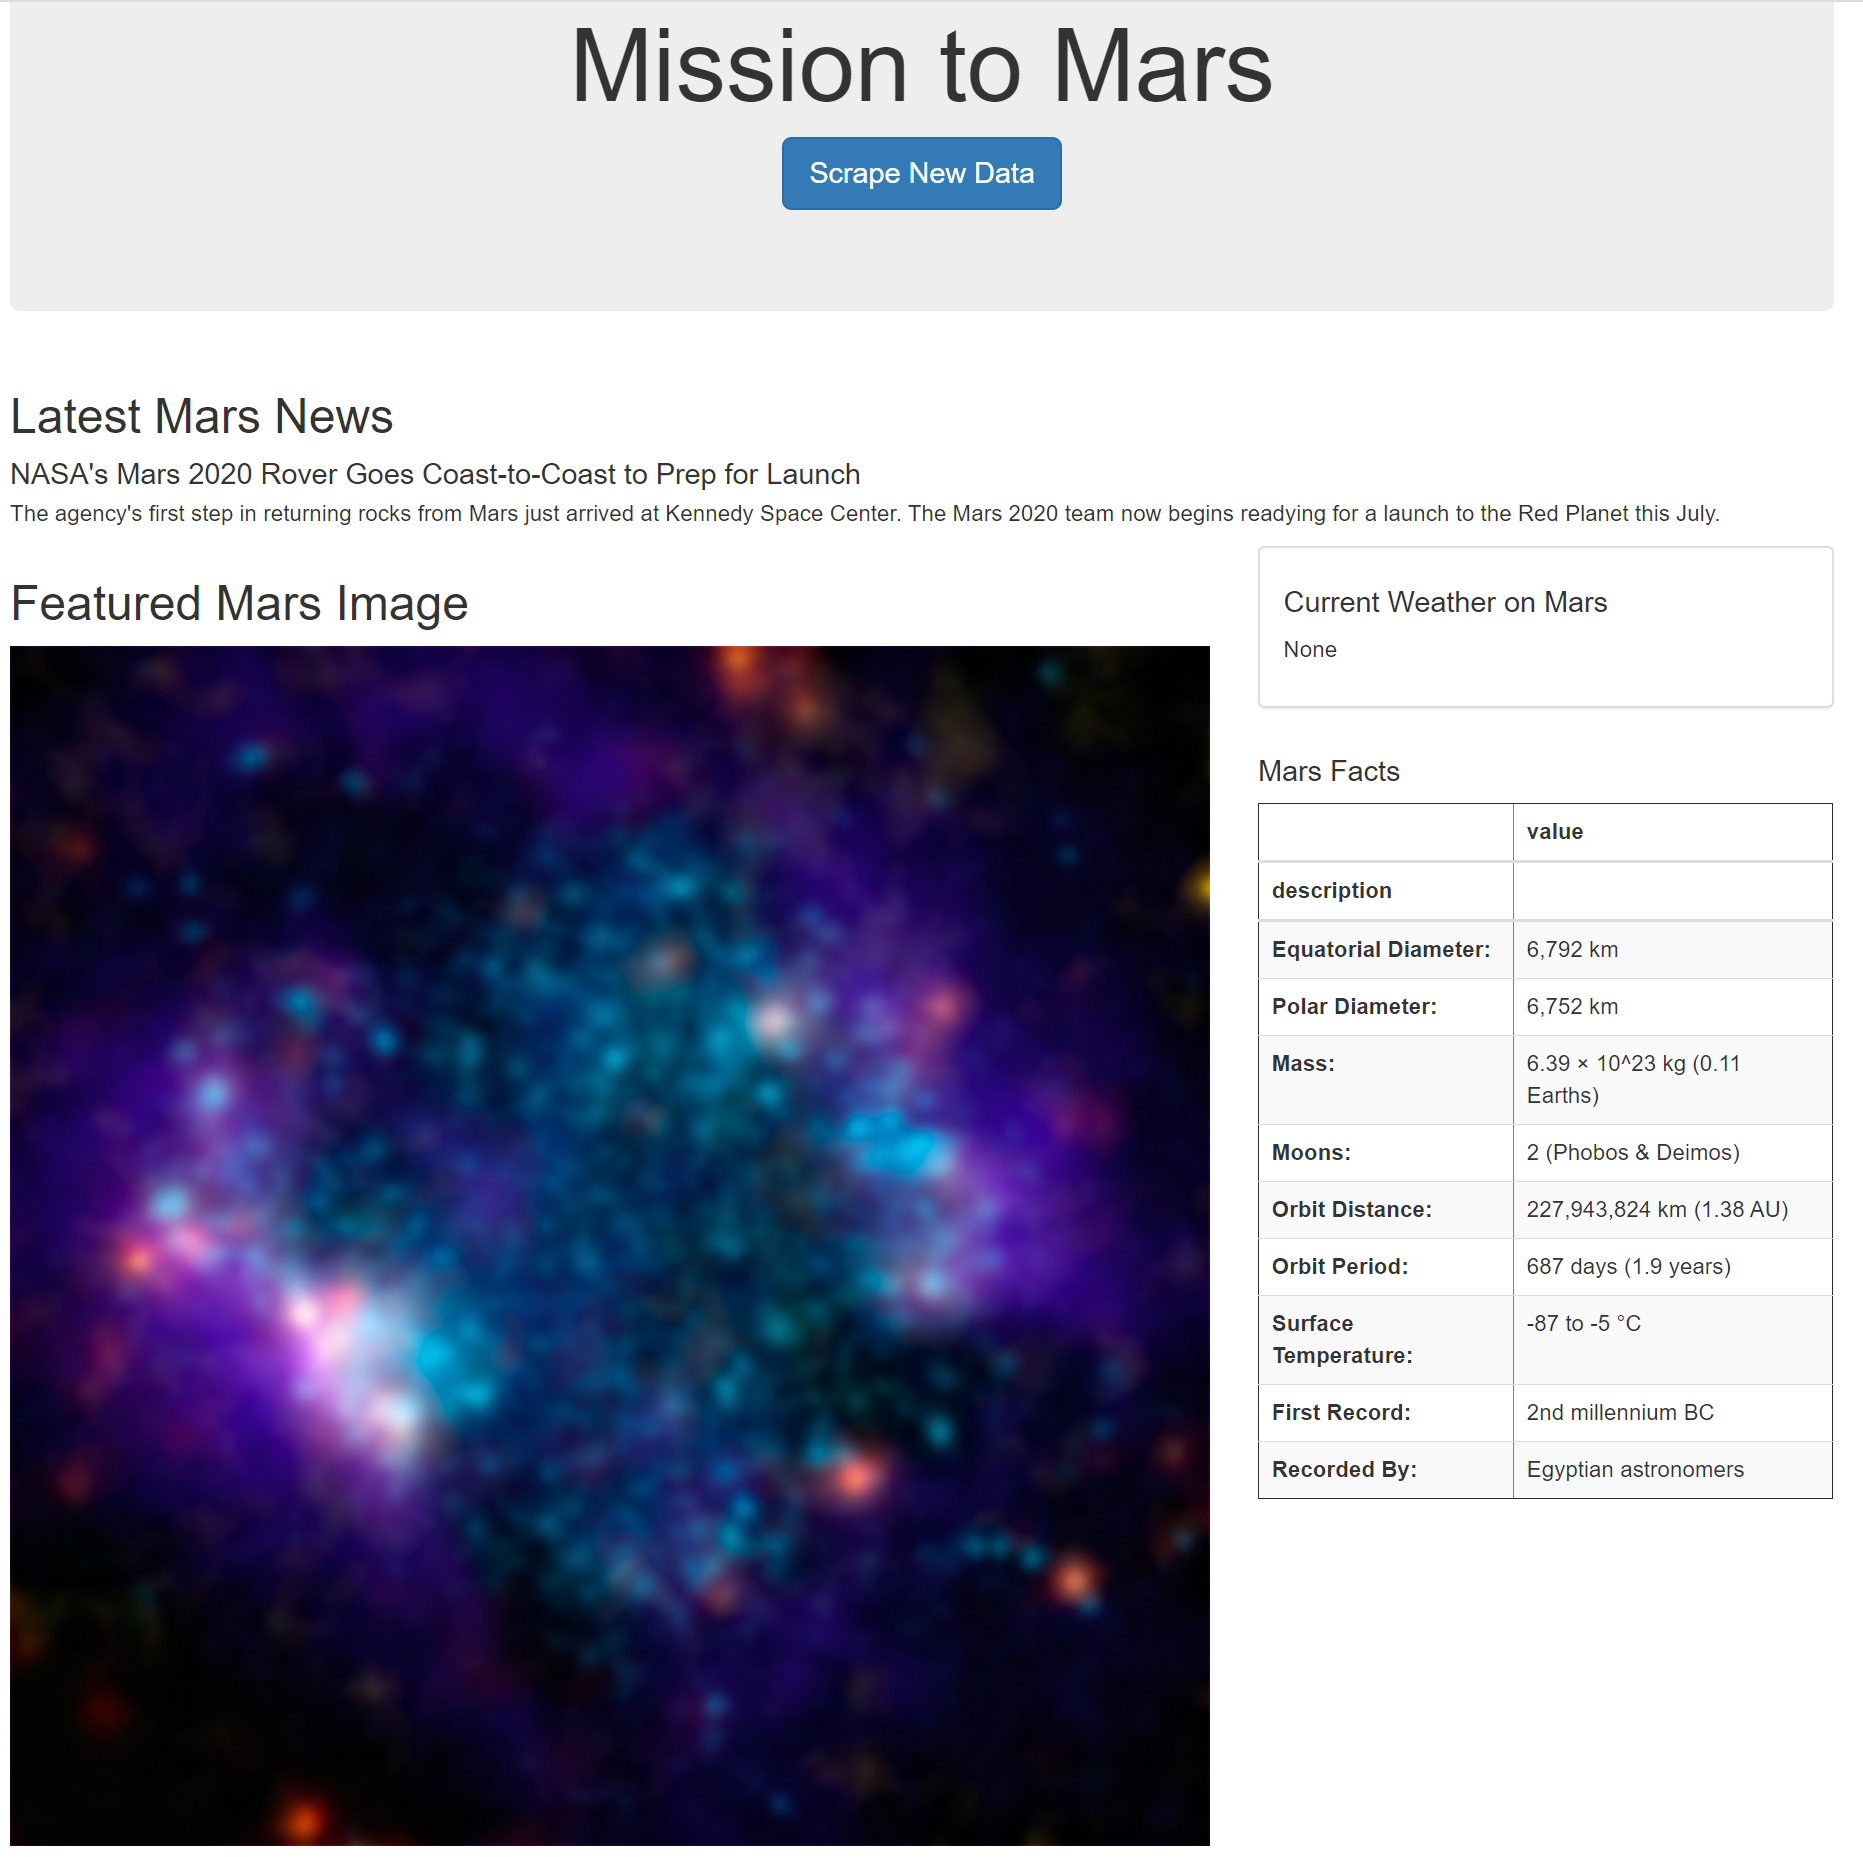 Mission to Mars
Scrape New Data
Latest Mars News
NASA's Mars 2020 Rover Goes Coast-to-Coast to Prep for Launch
The agency's first step in returning rocks from Mars just arrived at Kennedy Space Center. The Mars 2020 team now begins readying for a launch to the Red Planet this July.
Featured Mars Image
Current Weather on Mars
None
Mars Facts
value
description
Equatorial Diameter: 6,792 km
Polar Diameter: 6,752 km
Mass: 6.39 × 10^23 kg (0.11
Earths)
Moons: 2 (Phobos & Deimos)
Orbit Distance: 227,943,824 km (1.38 AU)
Orbit Period: 687 days (1.9 years)
Surface -87 to -5 °C
Temperature:
First Record: 2nd millennium BC
Recorded By: Egyptian astronomers